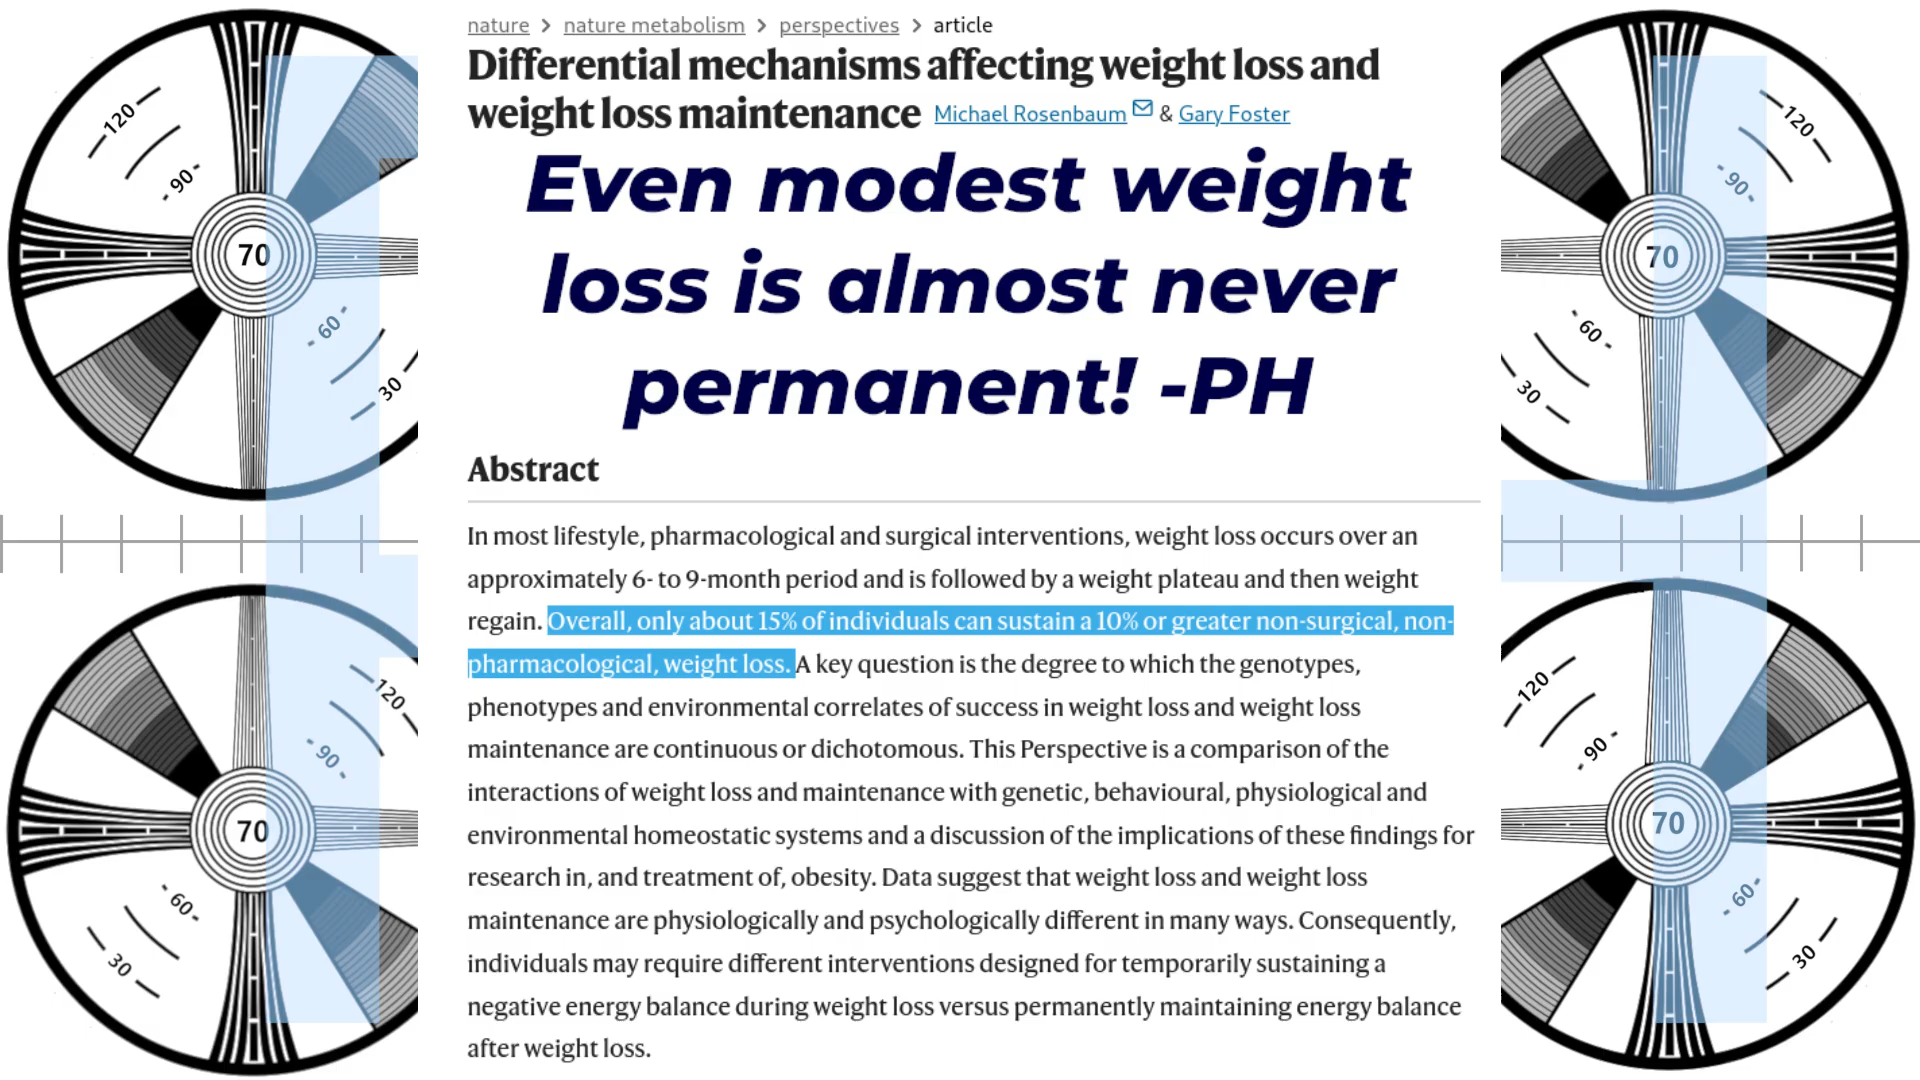 nature > nature metabolism > perspectives > article
Differential mechanisms affecting weight loss and
weight loss maintenance Michael Rosenbaum & Gary Foster
Even modest weight
loss is almost never
permanent! -PH
Abstract
In most lifestyle, pharmacological and surgical interventions, weight loss occurs over an
approximately 6- to 9-month period and is followed by a weight plateau and then weight
regain. Overall, only about 15% of individuals can sustain a 10% or greater non-surgical, non-
pharmacological, weight loss. A key question is the degree to which the genotypes,
phenotypes and environmental correlates of success in weight loss and weight loss
maintenance are continuous or dichotomous. This Perspective is a comparison of the
interactions of weight loss and maintenance with genetic, behavioural, physiological and
environmental homeostatic systems and a discussion of the implications of these findings for
research in, and treatment of, obesity. Data suggest that weight loss and weight loss
maintenance are physiologically and psychologically different in many ways. Consequently,
individuals may require different interventions designed for temporarily sustaining a
negative energy balance during weight loss versus permanently maintaining energy balance
after weight loss.
120
- 90 -
70
- 60 -
30
120
- 90 -
70
- 60 -
30
120
- 90 -
70
- 60 -
30
120
- 90 -
70
- 60 -
30